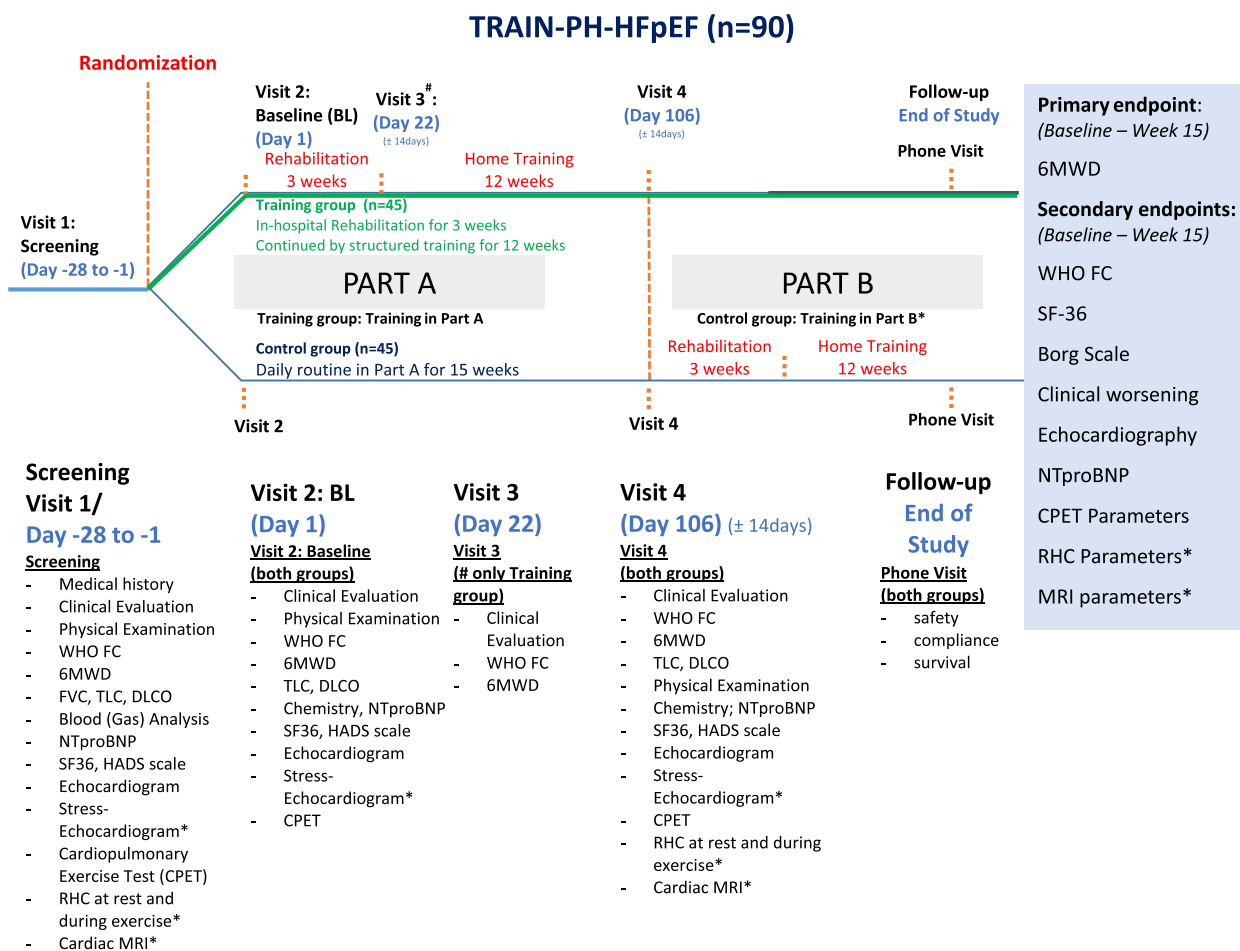 TRAIN-PH-HFpEF (n=90)
Randomization
Visit 2:
Baseline (BL)
(Day 1)
Visit 3#:
(Day 22)
(± 14days)
Visit 4
(Day 106)
(± 14days)
Follow-up
End of Study
Phone Visit
Rehabilitation
3 weeks
Home Training
12 weeks
Visit 1:
Screening
(Day -28 to -1)
Training group (n=45)
In-hospital Rehabilitation for 3 weeks
Continued by structured training for 12 weeks
PART A
PART B
Training group: Training in Part A
Control group: Training in Part B*
Control group (n=45)
Daily routine in Part A for 15 weeks
Rehabilitation
3 weeks
Home Training
12 weeks
Visit 2
Visit 4
Phone Visit
Primary endpoint:
(Baseline – Week 15)
6MWD
Secondary endpoints:
(Baseline – Week 15)
WHO FC
SF-36
Borg Scale
Clinical worsening
Echocardiography
NTproBNP
CPET Parameters
RHC Parameters*
MRI parameters*
Screening
Visit 1/
Day -28 to -1
Screening
- Medical history
- Clinical Evaluation
- Physical Examination
- WHO FC
- 6MWD
- FVC, TLC, DLCO
- Blood (Gas) Analysis
- NTproBNP
- SF36, HADS scale
- Echocardiogram
- Stress-
Echocardiogram*
- Cardiopulmonary
Exercise Test (CPET)
- RHC at rest and
during exercise*
- Cardiac MRI*
Visit 2: BL
(Day 1)
Visit 2: Baseline
(both groups)
- Clinical Evaluation
- Physical Examination
- WHO FC
- 6MWD
- TLC, DLCO
- Chemistry, NTproBNP
- SF36, HADS scale
- Echocardiogram
- Stress-
Echocardiogram*
- CPET
Visit 3
(Day 22)
Visit 3
(# only Training
group)
- Clinical
Evaluation
- WHO FC
- 6MWD
Visit 4
(Day 106) (± 14days)
Visit 4
(both groups)
- Clinical Evaluation
- WHO FC
- 6MWD
- TLC, DLCO
- Physical Examination
- Chemistry; NTproBNP
- SF36, HADS scale
- Echocardiogram
- Stress-
Echocardiogram*
- CPET
- RHC at rest and during
exercise*
- Cardiac MRI*
Follow-up
End of
Study
Phone Visit
(both groups)
- safety
- compliance
- survival